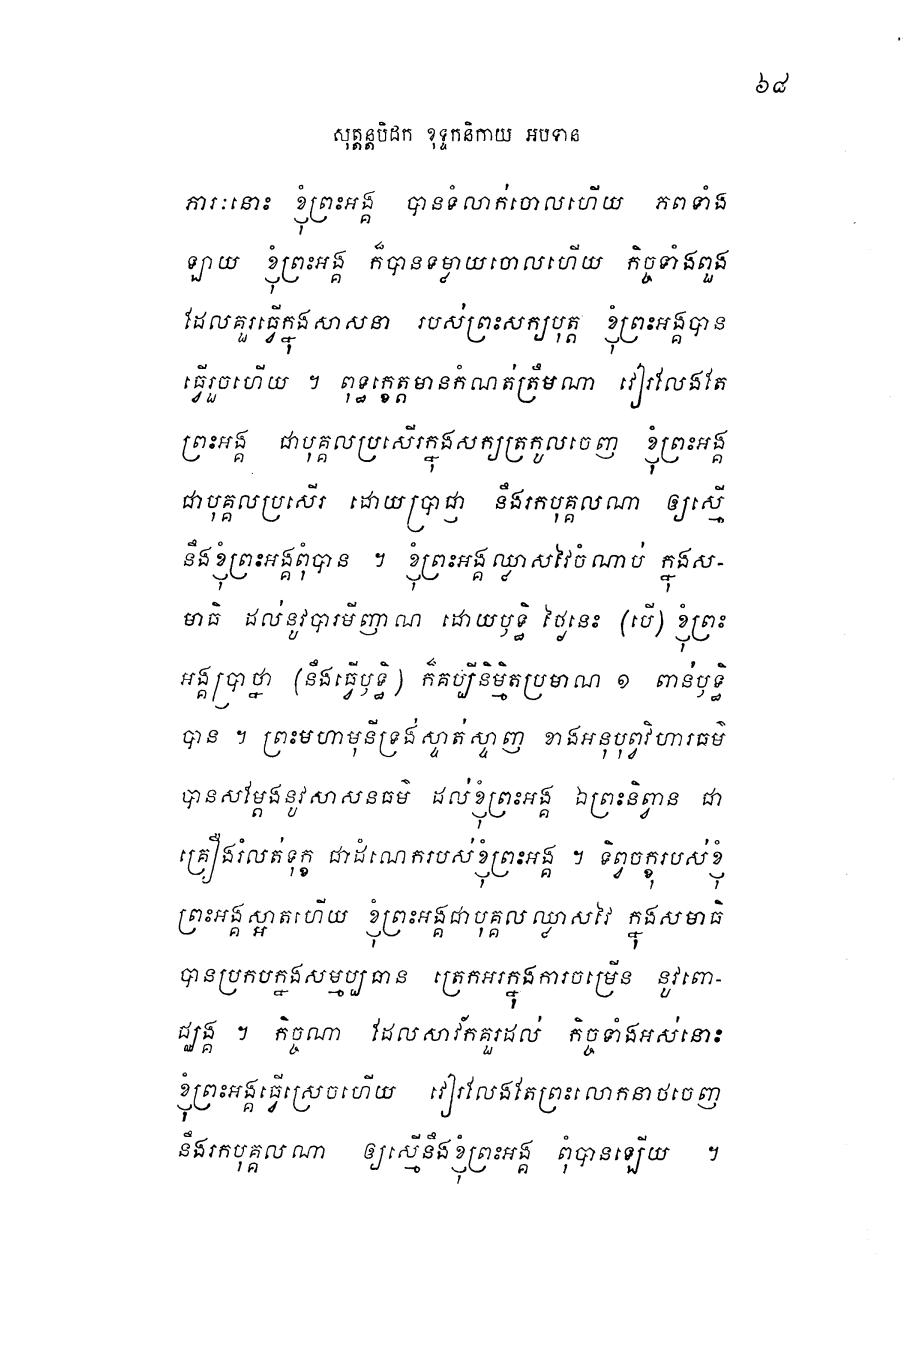 ៦៨
សុត្តន្តបិដក ខុទ្ទកនិកាយ អបទាន
ភារៈនោះ ខ្ញុំព្រះអង្គ បានទំលាក់ចោលហើយ ភពទាំង
ឡាយ ខ្ញុំព្រះអង្គ ក៏បានទម្លាយចោលហើយ កិច្ចទាំងពួង
ដែលគួរធ្វើក្នុងសាសនា របស់ព្រះសក្យបុត្ត ខ្ញុំព្រះអង្គបាន
ធ្វើរួចហើយ ។ ពុទ្ធក្ខេត្តមានកំណត់ត្រឹមណា វៀរលែងតែ
ព្រះអង្គ ជាបុគ្គលប្រសើរក្នុងសក្យត្រកូលចេញ ខ្ញុំព្រះអង្គ
ជាបុគ្គលប្រសើរ ដោយប្រាជ្ញា នឹងរកបុគ្គលណា ឲ្យស្មើ
នឹងខ្ញុំព្រះអង្គពុំបាន ។ ខ្ញុំព្រះអង្គឈ្លាសវៃចំណាប់ ក្នុងស-
មាធិ ដល់នូវបារមីញាណ ដោយឫទ្ធិ ថ្ងៃនេះ (បើ) ខ្ញុំព្រះ
អង្គប្រាថ្នា (នឹងធ្វើឫទ្ធិ) ក៏គប្បីនិម្មិតប្រមាណ ១ ពាន់ឫទ្ធិ
បាន ។ ព្រះមហាមុនីទ្រង់ស្ទាត់ស្ទាញ ខាងអនុបុព្វវិហារធម៌
បានសម្តែងនូវសាសនធម៌ ដល់ខ្ញុំព្រះអង្គ ឯព្រះនិព្វាន ជា
គ្រឿងរំលត់ទុក្ខ ជាដំណេករបស់ខ្ញុំព្រះអង្គ ។ ទិព្វចក្ខុរបស់ខ្ញុំ
ព្រះអង្គស្អាតហើយ ខ្ញុំព្រះអង្គជាបុគ្គលឈ្លាសវៃ ក្នុងសមាធិ
បានប្រកបក្នុងសម្មប្បធាន ត្រេកអរក្នុងការចម្រើន នូវពោ-
ជ្ឈង្គ ។ កិច្ចណា ដែលសាវ័កគួរដល់ កិច្ចទាំងអស់នោះ
ខ្ញុំព្រះអង្គធ្វើស្រេចហើយ វៀរលែងតែព្រះលោកនាថចេញ
នឹងរកបុគ្គលណា ឲ្យស្មើនឹងខ្ញុំព្រះអង្គ ពុំបានឡើយ ។